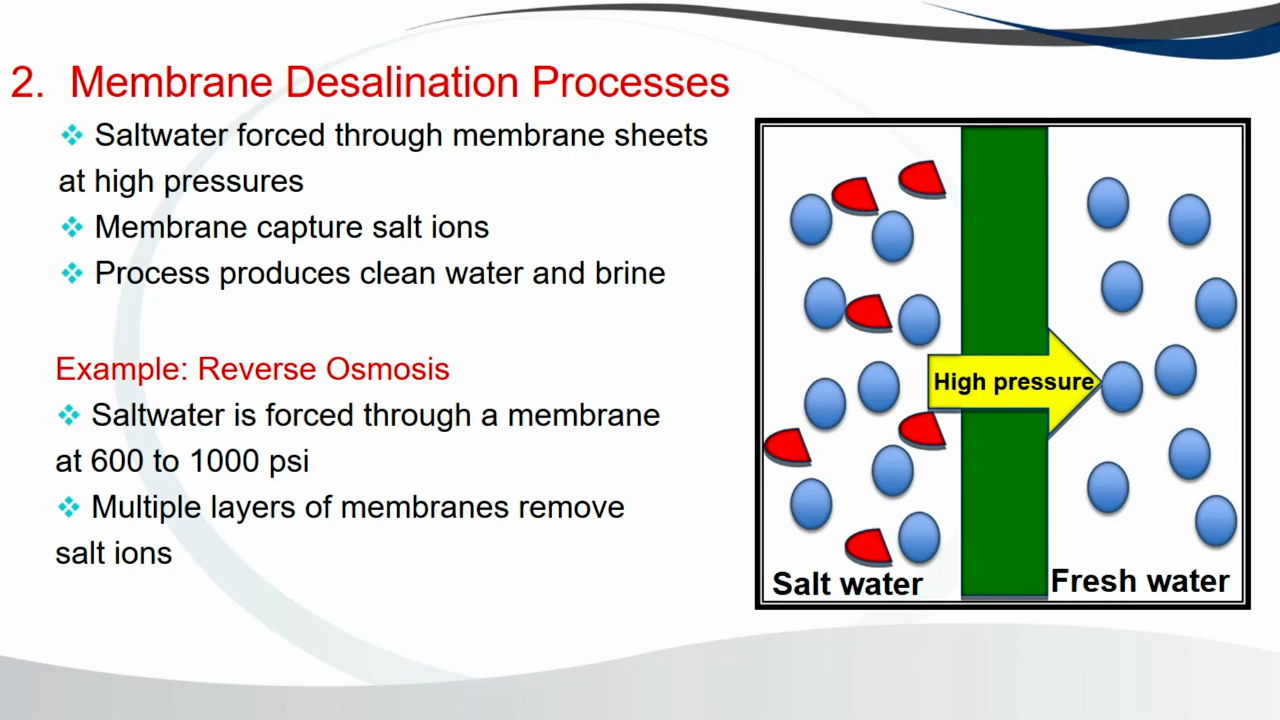 2. Membrane Desalination Processes
❖ Saltwater forced through membrane sheets
at high pressures
❖ Membrane capture salt ions
❖ Process produces clean water and brine
Example: Reverse Osmosis
❖ Saltwater is forced through a membrane
at 600 to 1000 psi
❖ Multiple layers of membranes remove
salt ions
High pressure
Salt water
Fresh water